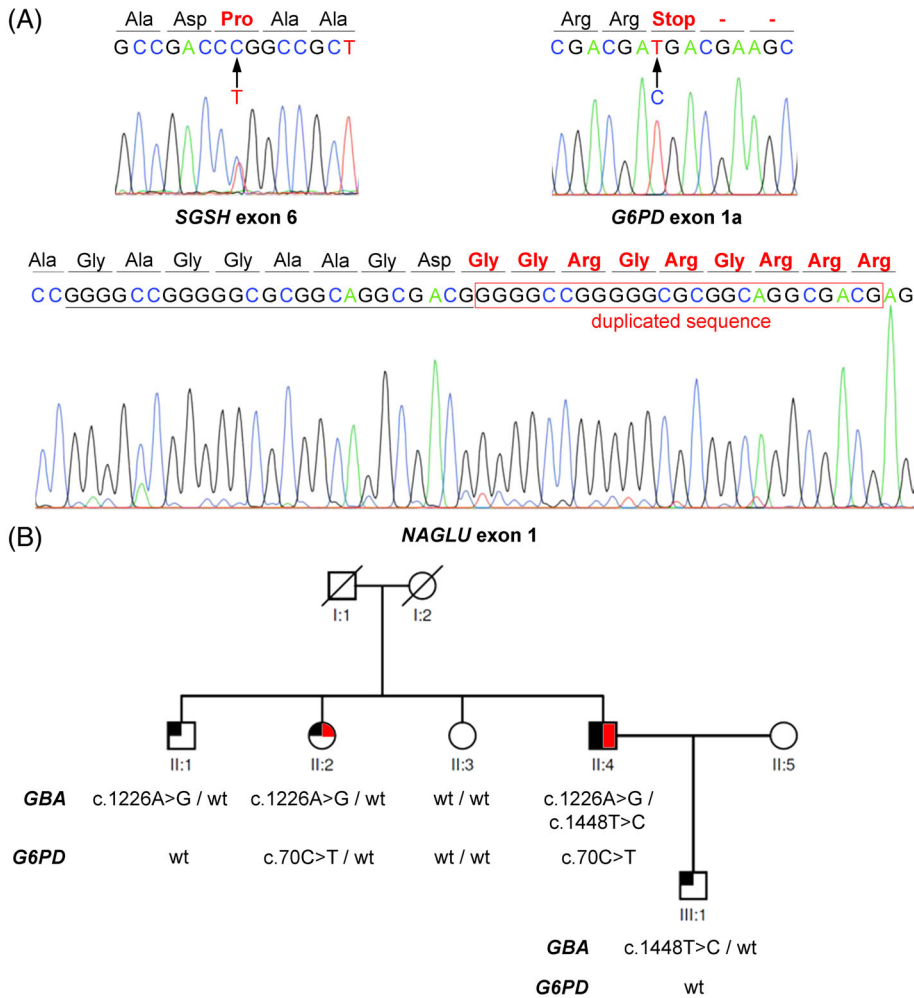 (A)
Ala Asp Pro Ala Ala
GCCGACCCGGCCGCT
T
SGSH exon 6
Arg Arg Stop - -
CGACGATGACGAAGC
C
G6PD exon 1a
Ala Gly Ala Gly Gly Ala Ala Gly Asp Gly Gly Arg Gly Arg Gly Arg Arg Arg
CCGGGGCCGGGGGCGCGGCAGGCGACGGGGGCCGGGGGCGCGGCAGGCGACGAG
duplicated sequence
NAGLU exon 1
(B)
I:1 I:2
II:1 II:2 II:3 II:4 II:5
GBA c.1226A>G / wt c.1226A>G / wt wt / wt c.1226A>G /
c.1448T>C
G6PD wt c.70C>T / wt wt / wt c.70C>T
III:1
GBA c.1448T>C / wt
G6PD wt